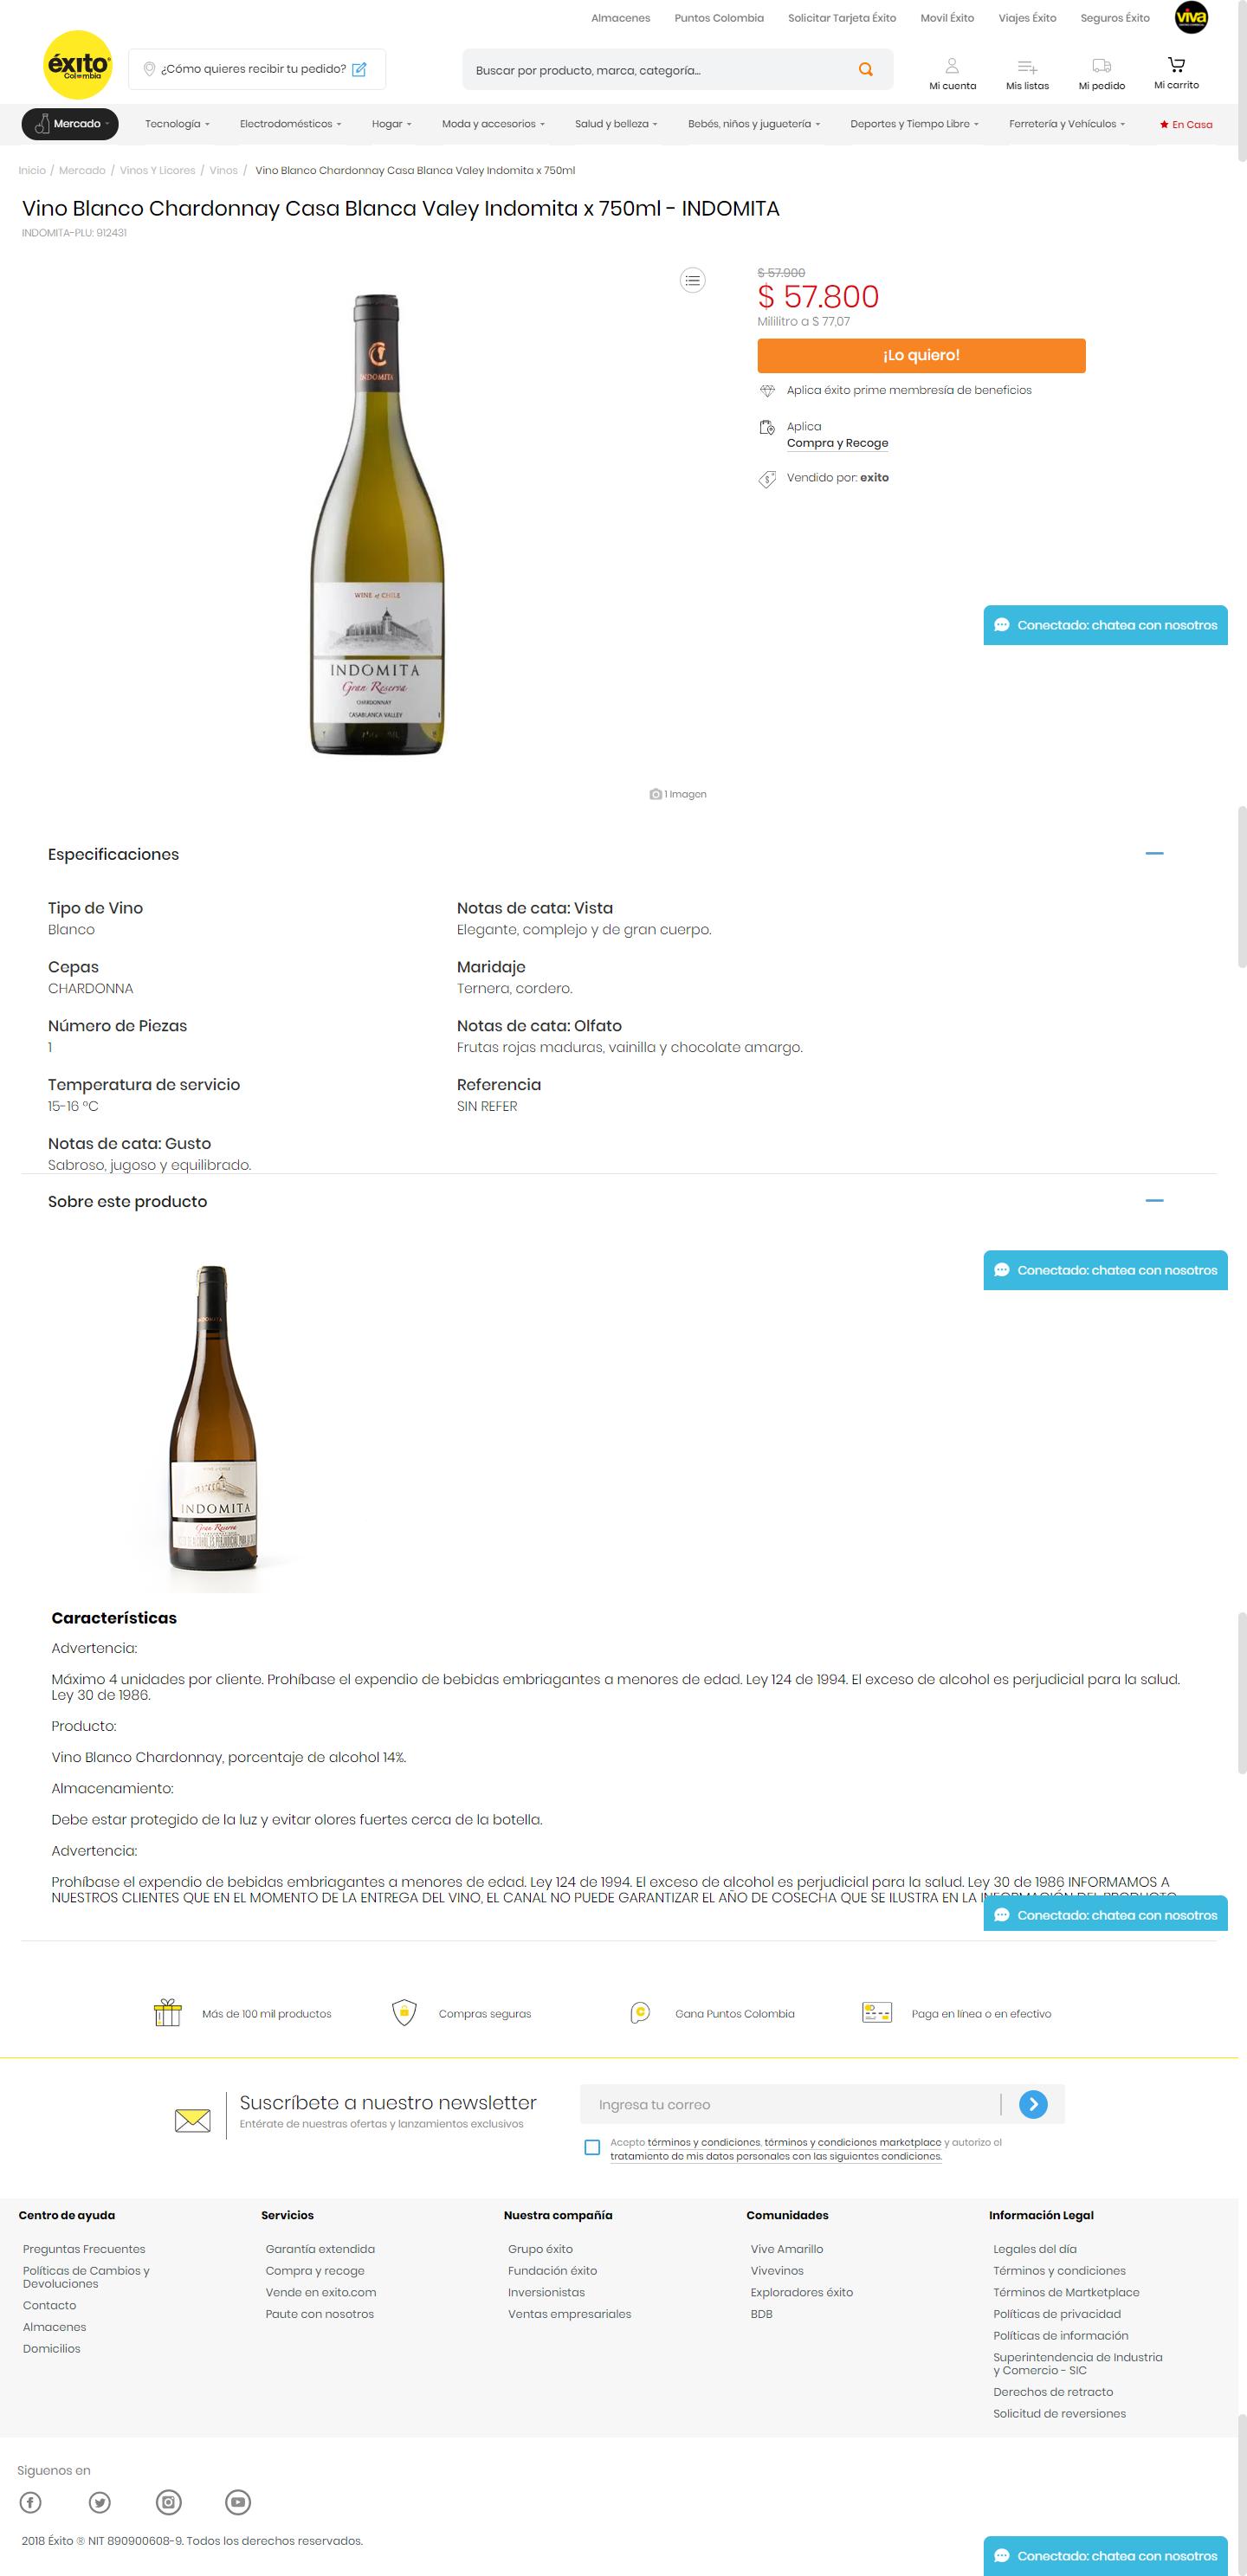 Almacenes Puntos Colombia Solicitar Tarjeta Éxito Movil Éxito Viajes Éxito Seguros Éxito viva
éxito
Colombia
¿Cómo quieres recibir tu pedido?
Buscar por producto, marca, categoría...
Mi cuenta Mis listas Mi pedido Mi carrito
Mercado Tecnología Electrodomésticos Hogar Moda y accesorios Salud y belleza Bebés, niños y juguetería Deportes y Tiempo Libre Ferretería y Vehículos En Casa
Inicio / Mercado / Vinos Y Licores / Vinos / Vino Blanco Chardonnay Casa Blanca Valey Indomita x 750ml
Vino Blanco Chardonnay Casa Blanca Valey Indomita x 750ml - INDOMITA
INDOMITA-PLU: 912431
INDOMITA
WINE of CHILE
INDOMITA
Gran Reserva
CHARDONNAY
CASABLANCA VALLEY
$ 57.900
$ 57.800
Mililitro a $ 77,07
¡Lo quiero!
Aplica éxito prime membresía de beneficios
Aplica
Compra y Recoge
Vendido por: exito
Conectado: chatea con nosotros
1 Imagen
Especificaciones
Tipo de Vino
Blanco
Notas de cata: Vista
Elegante, complejo y de gran cuerpo.
Cepas
CHARDONNA
Maridaje
Ternera, cordero.
Número de Piezas
1
Notas de cata: Olfato
Frutas rojas maduras, vainilla y chocolate amargo.
Temperatura de servicio
15-16 °C
Referencia
SIN REFER
Notas de cata: Gusto
Sabroso, jugoso y equilibrado.
Sobre este producto
Conectado: chatea con nosotros
INDOMITA
Gran Reserva
Características
Advertencia:
Máximo 4 unidades por cliente. Prohíbase el expendio de bebidas embriagantes a menores de edad. Ley 124 de 1994. El exceso de alcohol es perjudicial para la salud.
Ley 30 de 1986.
Producto:
Vino Blanco Chardonnay, porcentaje de alcohol 14%.
Almacenamiento:
Debe estar protegido de la luz y evitar olores fuertes cerca de la botella.
Advertencia:
Prohíbase el expendio de bebidas embriagantes a menores de edad. Ley 124 de 1994. El exceso de alcohol es perjudicial para la salud. Ley 30 de 1986 INFORMAMOS A
NUESTROS CLIENTES QUE EN EL MOMENTO DE LA ENTREGA DEL VINO, EL CANAL NO PUEDE GARANTIZAR EL AÑO DE COSECHA QUE SE ILUSTRA EN LA INFORMACIÓN DEL PRODUCTO
Conectado: chatea con nosotros
Más de 100 mil productos Compras seguras Gana Puntos Colombia Paga en línea o en efectivo
Suscríbete a nuestro newsletter
Entérate de nuestras ofertas y lanzamientos exclusivos
Ingresa tu correo
Acepto términos y condiciones, términos y condiciones marketplace y autorizo el
tratamiento de mis datos personales con las siguientes condiciones.
Centro de ayuda
Preguntas Frecuentes
Políticas de Cambios y
Devoluciones
Contacto
Almacenes
Domicilios
Servicios
Garantía extendida
Compra y recoge
Vende en exito.com
Paute con nosotros
Nuestra compañía
Grupo éxito
Fundación éxito
Inversionistas
Ventas empresariales
Comunidades
Vive Amarillo
Vivevinos
Exploradores éxito
BDB
Información Legal
Legales del día
Términos y condiciones
Términos de Martketplace
Políticas de privacidad
Políticas de información
Superintendencia de Industria
y Comercio - SIC
Derechos de retracto
Solicitud de reversiones
Siguenos en
2018 Éxito ® NIT 890900608-9. Todos los derechos reservados.
Conectado: chatea con nosotros